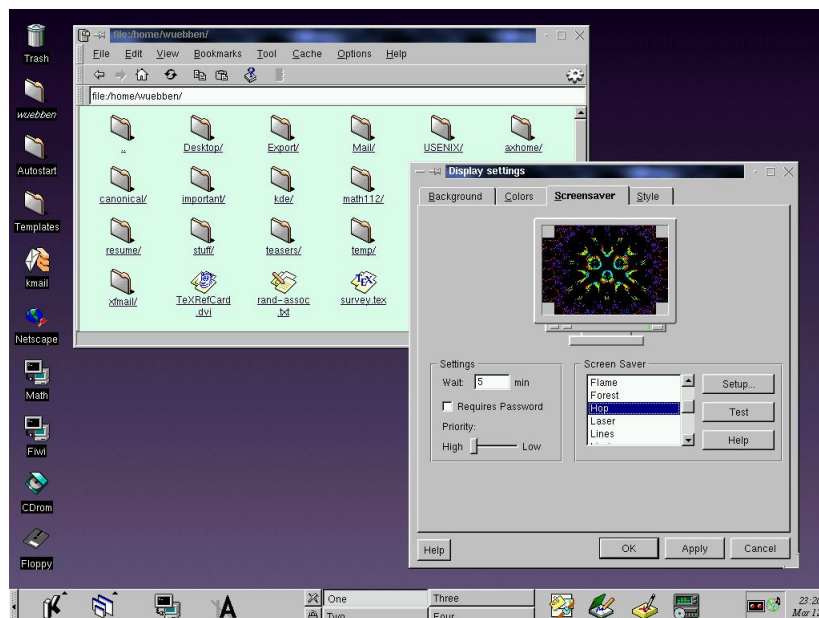 Trash
wuebben
Autostart
Templates
kmail
Netscape
Math
Fiwi
CDrom
Floppy
file:/home/wuebben/
File Edit View Bookmarks Tool Cache Options Help
file:/home/wuebben/
.. Desktop/ Export/ Mail/ USENIX/ axhome/
canonical/ important/ kde/ math112/
resume/ stuff/ teasers/ temp/
xfmail/ TeXRefCard.dvi rand-assoc.txt survey.tex
Display settings
Background Colors Screensaver Style
Settings
Wait: 5 min
Requires Password
Priority:
High Low
Screen Saver
Flame
Forest
Hop
Laser
Lines
Setup...
Test
Help
Help OK Apply Cancel
One Three
Two Four